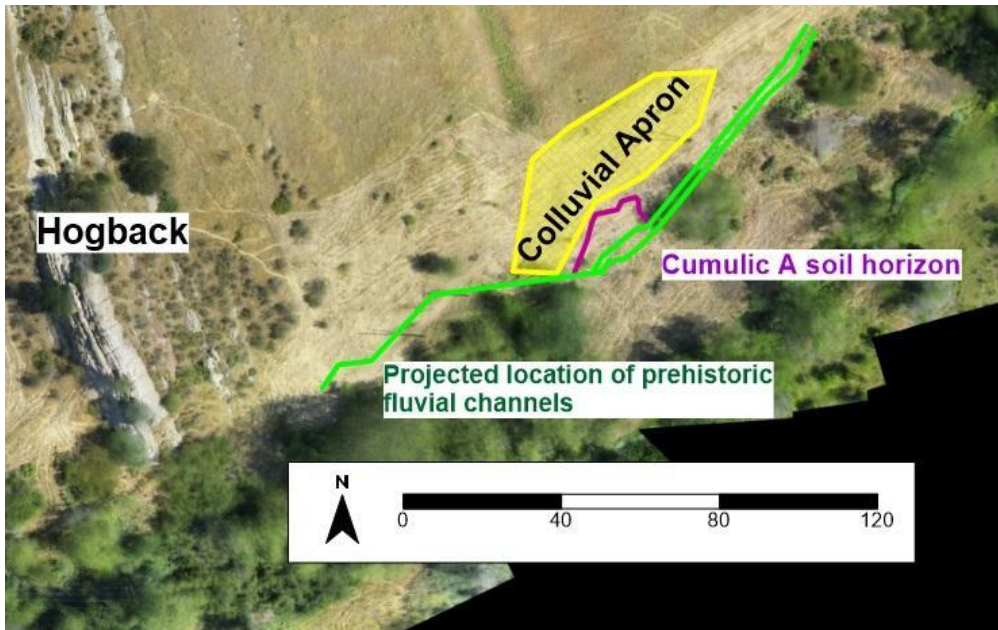 Colluvial Apron
Hogback
Cumulic A soil horizon
Projected location of prehistoric
fluvial channels
N
0 40 80 120